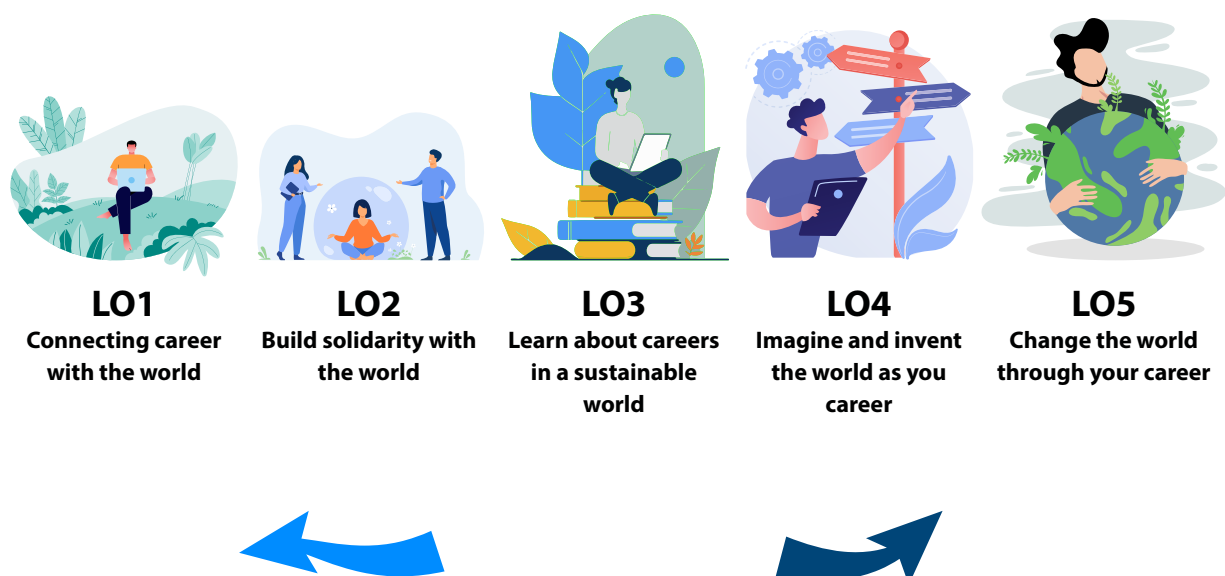 LO1
Connecting career
with the world
LO2
Build solidarity with
the world
LO3
Learn about careers
in a sustainable
world
LO4
Imagine and invent
the world as you
career
LO5
Change the world
through your career